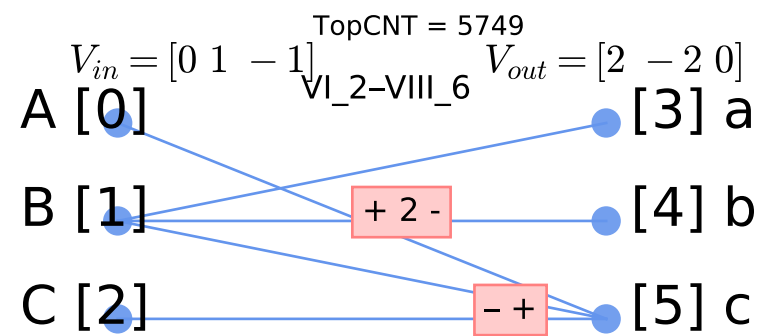 TopCNT = 5749
V_in = [0 1 −1] V_out = [2 −2 0]
VI_2–VIII_6
A [0] [3] a
B [1] + 2 - [4] b
C [2] – + [5] c